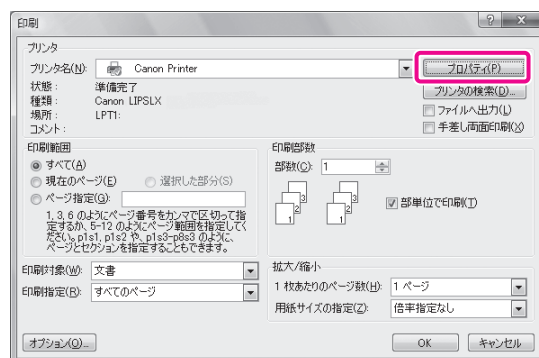 印刷
プリンタ
プリンタ名(N): Canon Printer プロパティ(P)
状態： 準備完了 プリンタの検索(D)...
種類： Canon LIPSLX
場所： LPT1: ファイルへ出力(L)
コメント： 手差し両面印刷(X)
印刷範囲
すべて(A)
現在のページ(E) 選択した部分(S)
ページ指定(G):
1, 3, 6 のようにページ番号をカンマで区切って指
定するか、5-12 のようにページ範囲を指定してく
ださい。p1s1, p1s2 や、p1s3-p8s3 のように、
ページとセクションを指定することもできます。
印刷部数
部数(C): 1
3 3
2 2
1 1
部単位で印刷(T)
印刷対象(W): 文書
印刷指定(R): すべてのページ
拡大/縮小
1 枚あたりのページ数(H): 1 ページ
用紙サイズの指定(Z): 倍率指定なし
オプション(O)... OK キャンセル